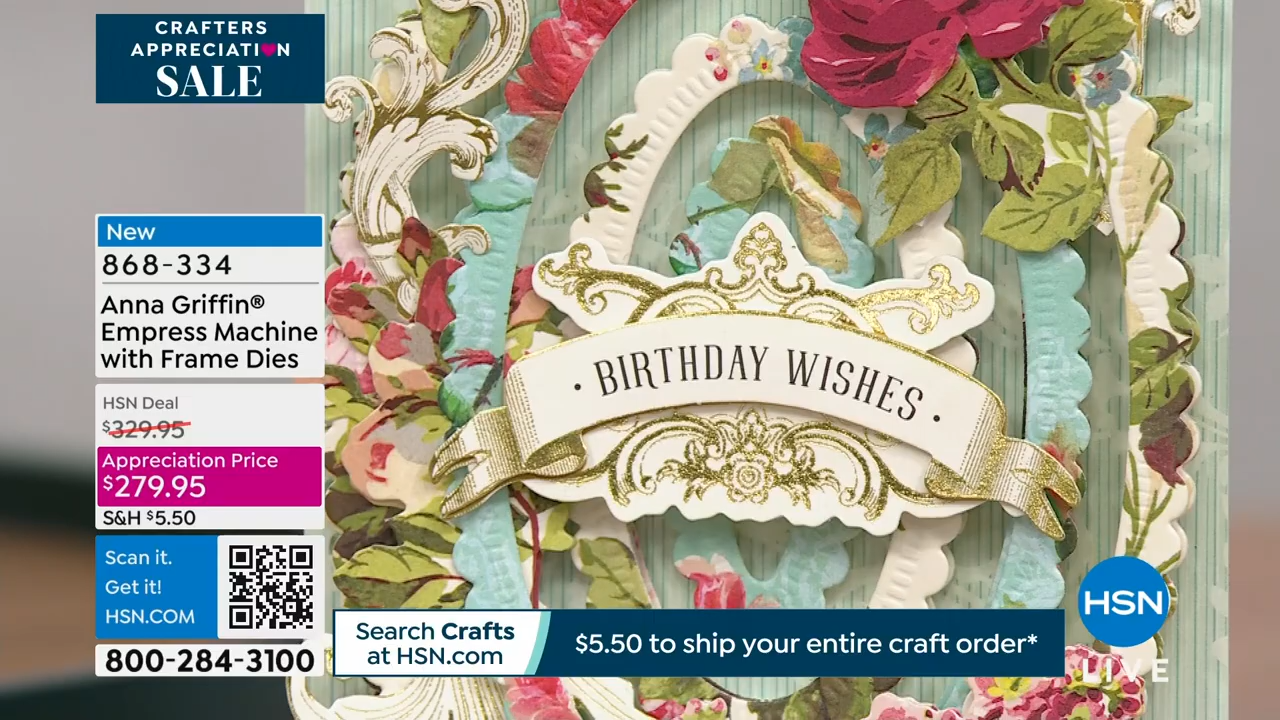 CRAFTERS
APPRECIATION
SALE
New
868-334
Anna Griffin®
Empress Machine
with Frame Dies
HSN Deal
$329.95
Appreciation Price
$279.95
S&H $5.50
Scan it.
Get it!
HSN.COM
800-284-3100
· BIRTHDAY WISHES ·
Search Crafts
at HSN.com
$5.50 to ship your entire craft order*
HSN
LIVE